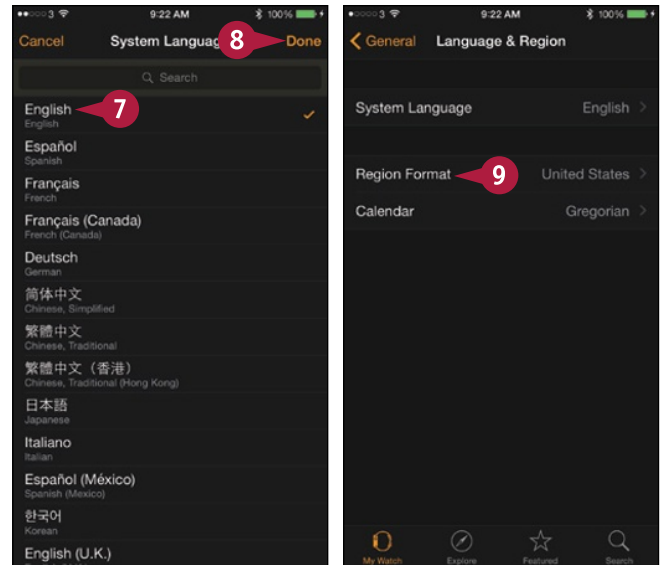 3 9:22 AM 100%
Cancel System Languag 8 Done
Search
English 7
English
Español
Spanish
Français
French
Français (Canada)
French (Canada)
Deutsch
German
简体中文
Chinese, Simplified
繁體中文
Chinese, Traditional
繁體中文（香港）
Chinese, Traditional (Hong Kong)
日本語
Japanese
Italiano
Italian
Español (México)
Spanish (Mexico)
한국어
Korean
English (U.K.)
3 9:22 AM 100%
General Language & Region
System Language English
Region Format 9 United States
Calendar Gregorian
My Watch Explore Featured Search